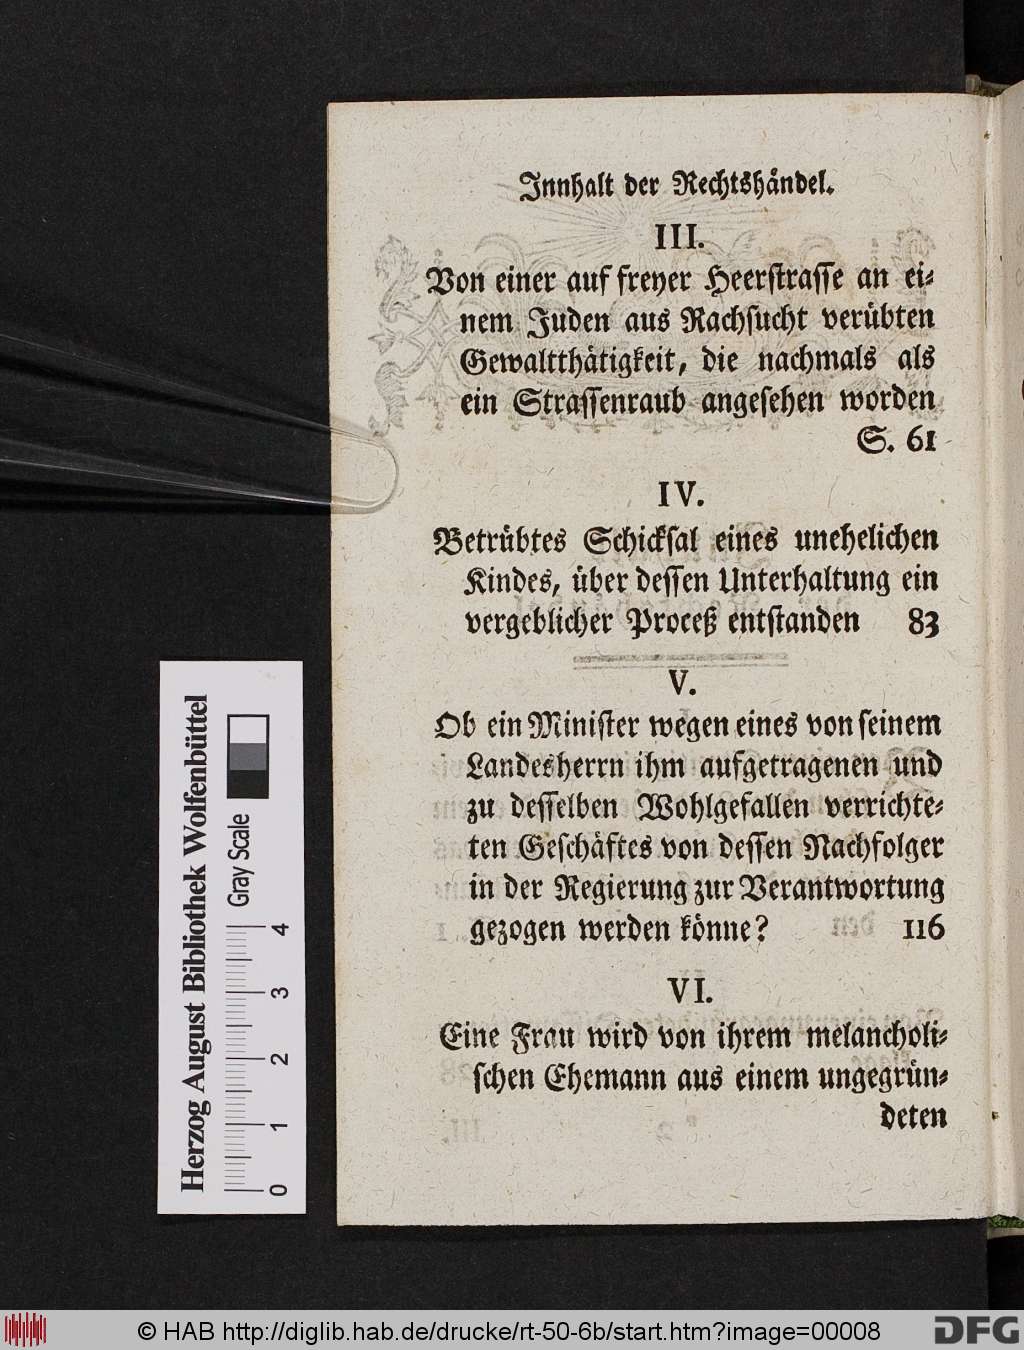 Innhalt der Rechtshändel.
III.
Von einer auf freyer Heerstrasse an ei-
nem Juden aus Rachsucht verübten
Gewaltthätigkeit, die nachmals als
ein Strassenraub angesehen worden
S. 61
IV.
Betrübtes Schicksal eines unehelichen
Kindes, über dessen Unterhaltung ein
vergeblicher Proceß entstanden 83
V.
Ob ein Minister wegen eines von seinem
Landesherrn ihm aufgetragenen und
zu desselben Wohlgefallen verrichte-
ten Geschäftes von dessen Nachfolger
in der Regierung zur Verantwortung
gezogen werden könne? 116
VI.
Eine Frau wird von ihrem melancholi-
schen Ehemann aus einem ungegrün-
deten
Herzog August Bibliothek Wolfenbüttel
Gray Scale
0 1 2 3 4
© HAB http://diglib.hab.de/drucke/rt-50-6b/start.htm?image=00008
DFG